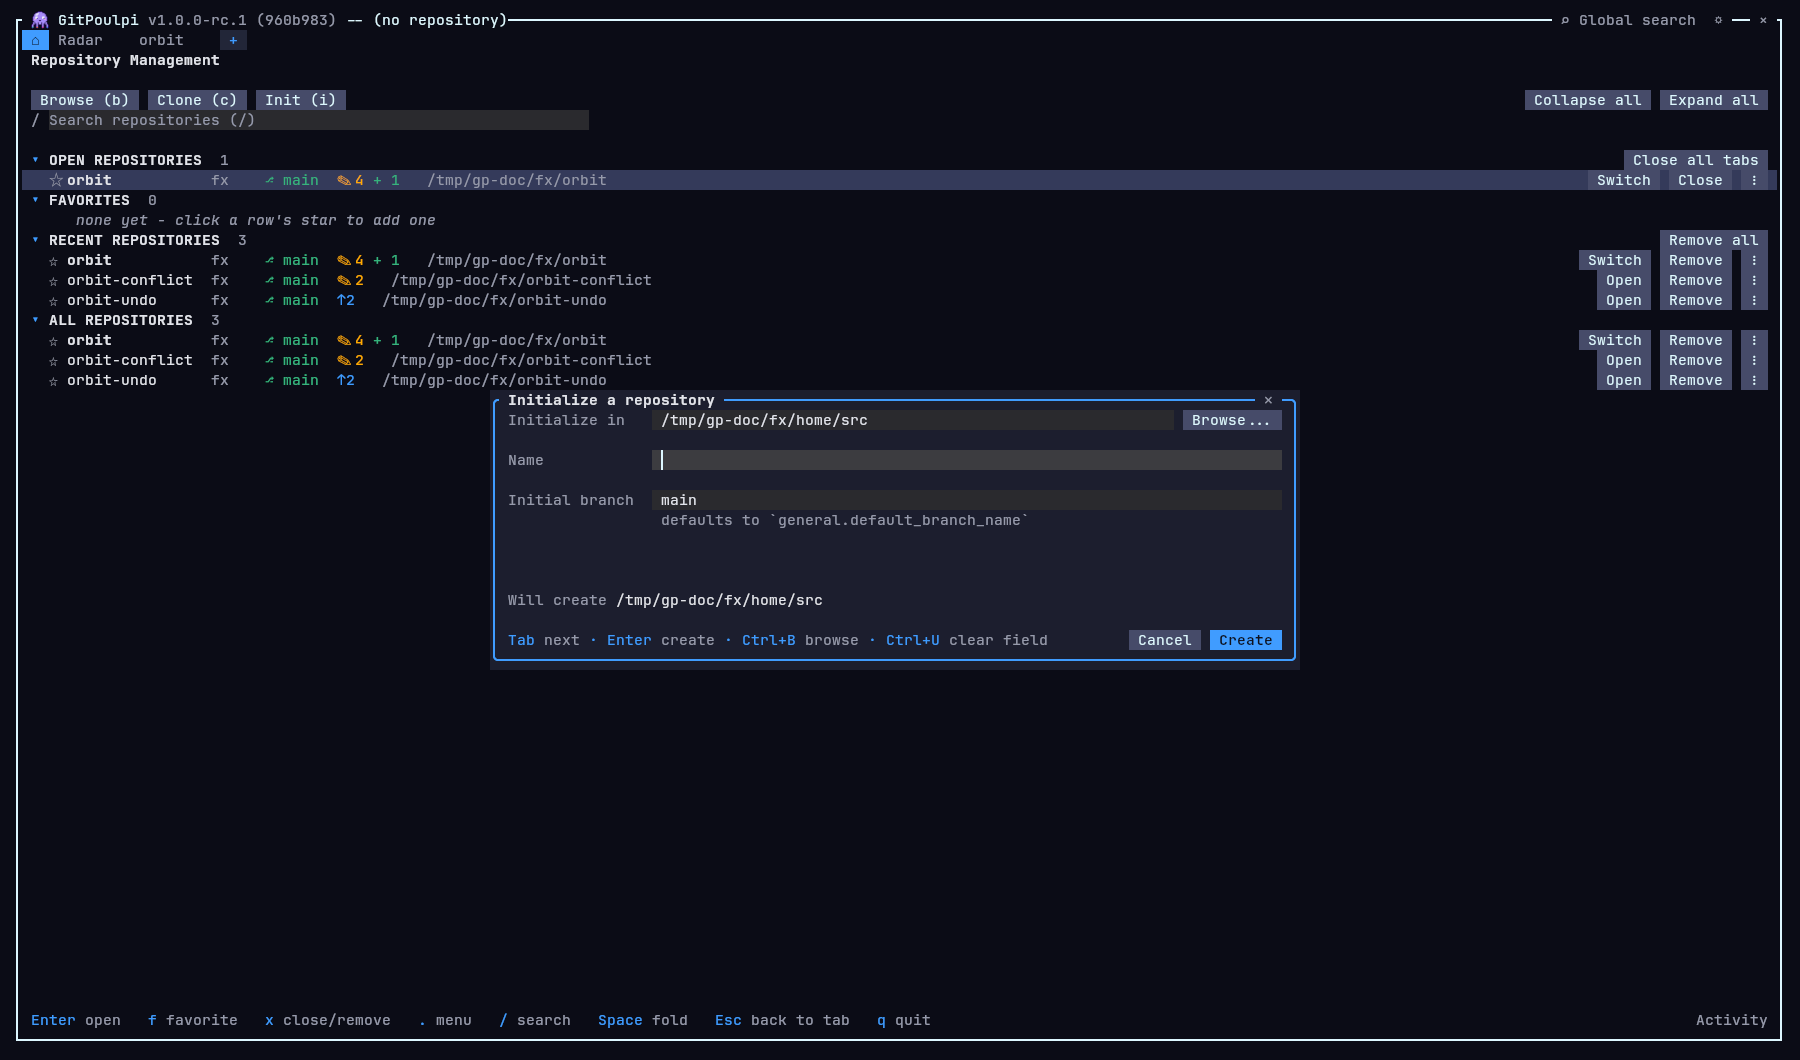 GitPoulpi v1.0.0-rc.1 (960b983) —— (no repository) ⌕ Global search ☼ ×
⌂ Radar orbit +
Repository Management
Browse (b) Clone (c) Init (i) Collapse all Expand all
/ Search repositories (/)
▾ OPEN REPOSITORIES 1 Close all tabs
☆ orbit fx ⎇ main ✎ 4 + 1 /tmp/gp-doc/fx/orbit Switch Close ⋮
▾ FAVORITES 0
none yet - click a row's star to add one
▾ RECENT REPOSITORIES 3 Remove all
☆ orbit fx ⎇ main ✎ 4 + 1 /tmp/gp-doc/fx/orbit Switch Remove ⋮
☆ orbit-conflict fx ⎇ main ✎ 2 /tmp/gp-doc/fx/orbit-conflict Open Remove ⋮
☆ orbit-undo fx ⎇ main ↑2 /tmp/gp-doc/fx/orbit-undo Open Remove ⋮
▾ ALL REPOSITORIES 3
☆ orbit fx ⎇ main ✎ 4 + 1 /tmp/gp-doc/fx/orbit Switch Remove ⋮
☆ orbit-conflict fx ⎇ main ✎ 2 /tmp/gp-doc/fx/orbit-conflict Open Remove ⋮
☆ orbit-undo fx ⎇ main ↑2 /tmp/gp-doc/fx/orbit-undo Open Remove ⋮
Initialize a repository ×
Initialize in /tmp/gp-doc/fx/home/src Browse...
Name
Initial branch main
defaults to `general.default_branch_name`
Will create /tmp/gp-doc/fx/home/src
Tab next · Enter create · Ctrl+B browse · Ctrl+U clear field Cancel Create
Enter open f favorite x close/remove . menu / search Space fold Esc back to tab q quit Activity